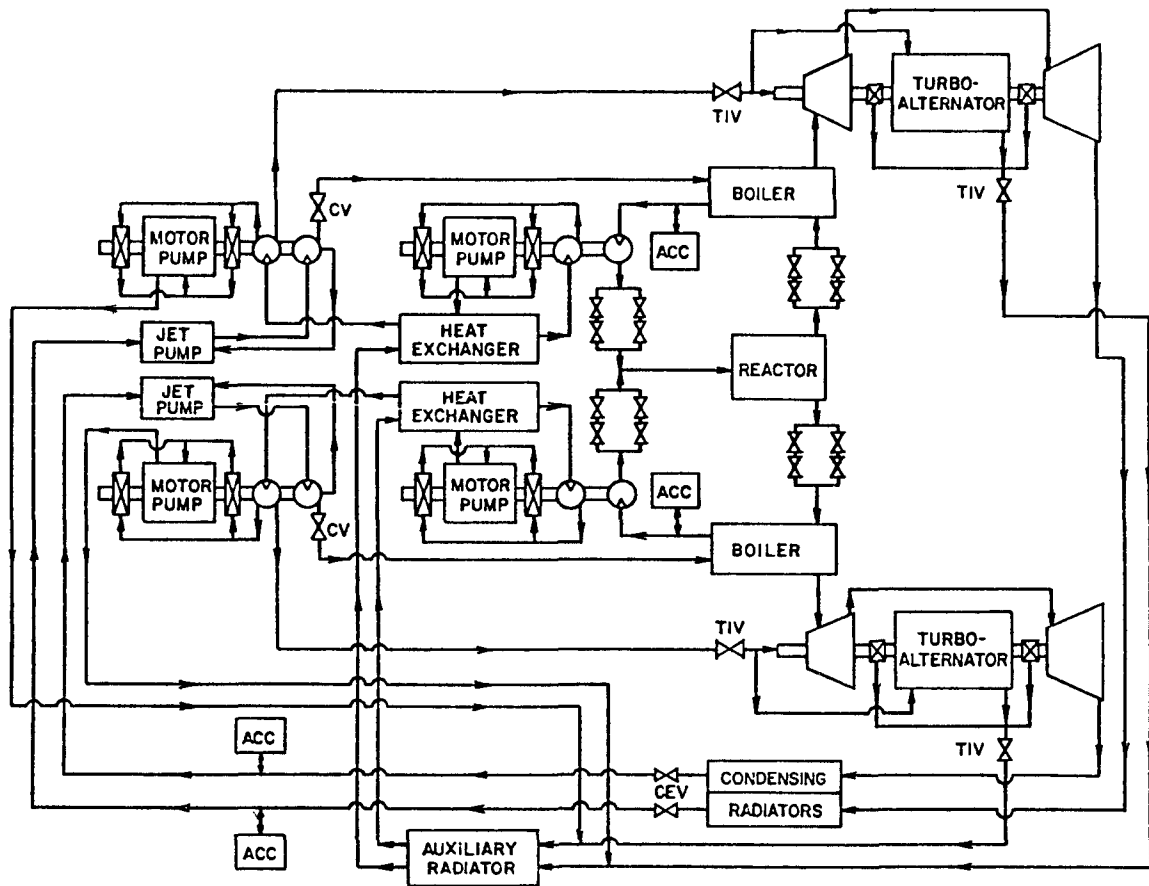 TURBO-
ALTERNATOR
TIV
TIV
BOILER
CV
MOTOR
PUMP
MOTOR
PUMP
ACC
JET
PUMP
HEAT
EXCHANGER
REACTOR
JET
PUMP
HEAT
EXCHANGER
MOTOR
PUMP
MOTOR
PUMP
ACC
CV
BOILER
TIV
TURBO-
ALTERNATOR
ACC
TIV
CONDENSING
CEV
RADIATORS
ACC
AUXILIARY
RADIATOR